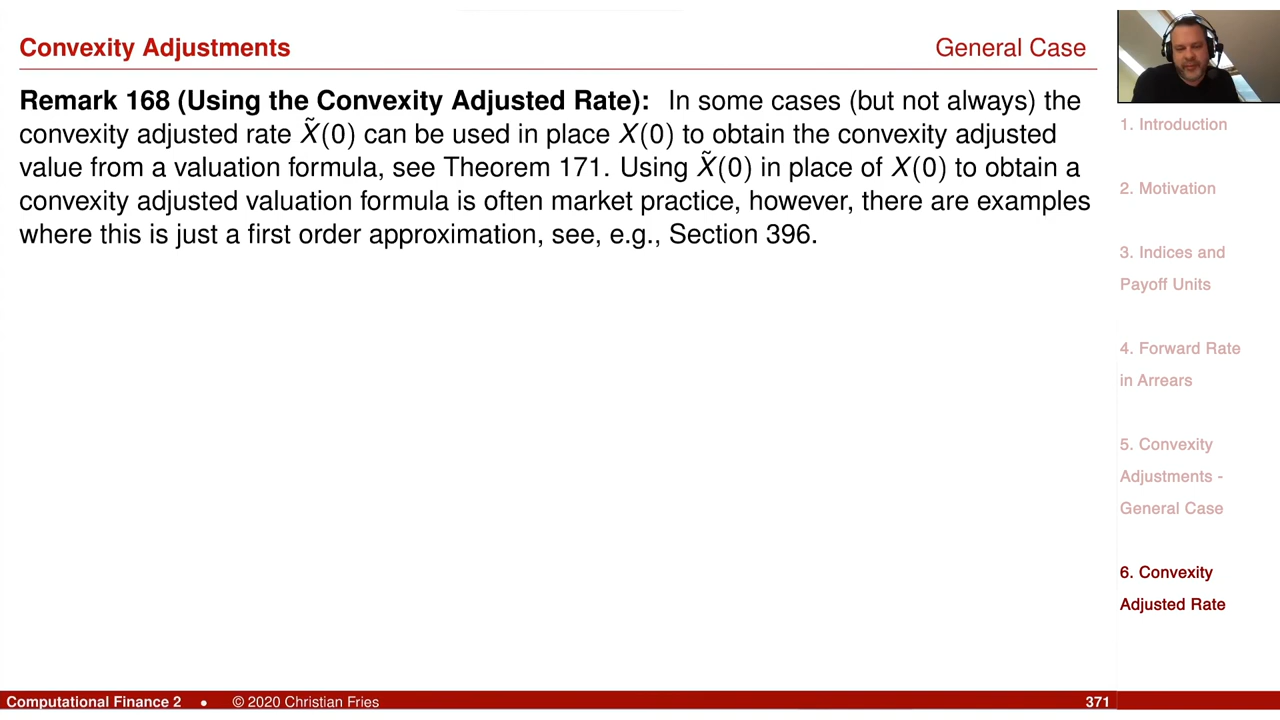 Convexity Adjustments
General Case
Remark 168 (Using the Convexity Adjusted Rate): In some cases (but not always) the
convexity adjusted rate X̃(0) can be used in place X(0) to obtain the convexity adjusted
value from a valuation formula, see Theorem 171. Using X̃(0) in place of X(0) to obtain a
convexity adjusted valuation formula is often market practice, however, there are examples
where this is just a first order approximation, see, e.g., Section 396.
1. Introduction
2. Motivation
3. Indices and
Payoff Units
4. Forward Rate
in Arrears
5. Convexity
Adjustments -
General Case
6. Convexity
Adjusted Rate
Computational Finance 2 • © 2020 Christian Fries
371